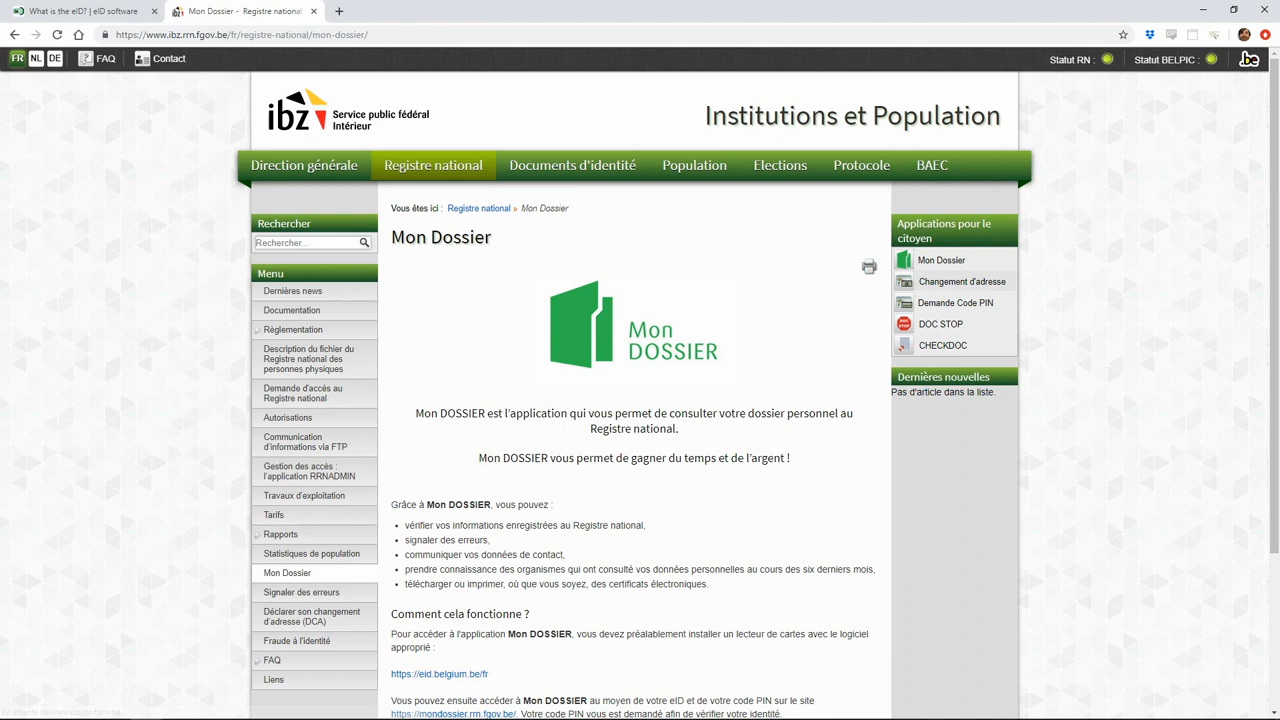 What is the eID? | eID software
Mon Dossier - Registre national
https://www.ibz.rrn.fgov.be/fr/registre-national/mon-dossier/
FR NL DE FAQ Contact Statut RN : Statut BELPIC : .be
ibz Service public fédéral
Intérieur
Institutions et Population
Direction générale Registre national Documents d'identité Population Elections Protocole BAEC
Rechercher
Rechercher...
Menu
Dernières news
Documentation
Règlementation
Description du fichier du
Registre national des
personnes physiques
Demande d'accès au
Registre national
Autorisations
Communication
d'informations via FTP
Gestion des accès :
l'application RRNADMIN
Travaux d'exploitation
Tarifs
Rapports
Statistiques de population
Mon Dossier
Signaler des erreurs
Déclarer son changement
d'adresse (DCA)
Fraude à l'identité
FAQ
Liens
Vous êtes ici : Registre national » Mon Dossier
Mon Dossier
Mon
DOSSIER
Mon DOSSIER est l'application qui vous permet de consulter votre dossier personnel au
Registre national.
Mon DOSSIER vous permet de gagner du temps et de l'argent !
Grâce à Mon DOSSIER, vous pouvez :
• vérifier vos informations enregistrées au Registre national,
• signaler des erreurs,
• communiquer vos données de contact,
• prendre connaissance des organismes qui ont consulté vos données personnelles au cours des six derniers mois,
• télécharger ou imprimer, où que vous soyez, des certificats électroniques.
Comment cela fonctionne ?
Pour accéder à l'application Mon DOSSIER, vous devez préalablement installer un lecteur de cartes avec le logiciel
approprié :
https://eid.belgium.be/fr
Vous pouvez ensuite accéder à Mon DOSSIER au moyen de votre eID et de votre code PIN sur le site
https://mondossier.rrn.fgov.be/. Votre code PIN vous est demandé afin de vérifier votre identité.
Applications pour le
citoyen
Mon Dossier
Changement d'adresse
Demande Code PIN
DOC STOP DOC STOP
CHECKDOC
Dernières nouvelles
Pas d'article dans la liste.
En attente de www.ibz.rrn.fgov.be...